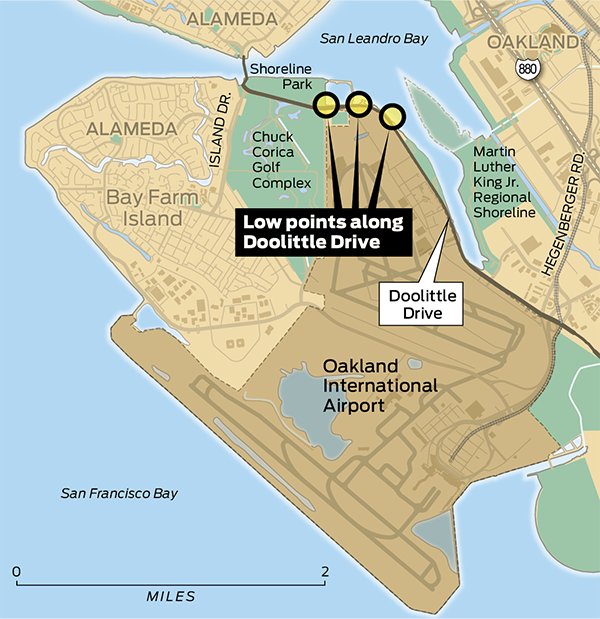 ALAMEDA
San Leandro Bay
OAKLAND
880
Shoreline
Park
ISLAND DR.
ALAMEDA
Chuck
Corica
Golf
Complex
Martin
Luther
King Jr.
Regional
Shoreline
HEGENBERGER RD.
Bay Farm
Island
Low points along
Doolittle Drive
Doolittle
Drive
Oakland
International
Airport
San Francisco Bay
0
2
MILES